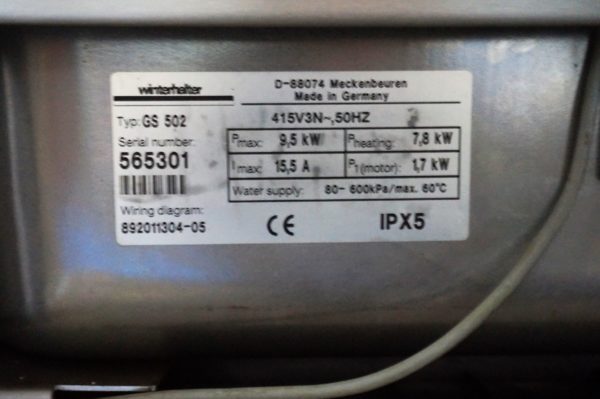 winterhalter
D-88074 Meckenbeuren
Made in Germany
Typ: GS 502
415V3N~,50HZ
Serial number:
565301
Pmax: 9,5 kW Pheating: 7,8 kW
Imax: 15,5 A P1(motor): 1,7 kW
Water supply: 80- 600kPa/max. 60°C
Wiring diagram:
892011304-05
CE IPX5